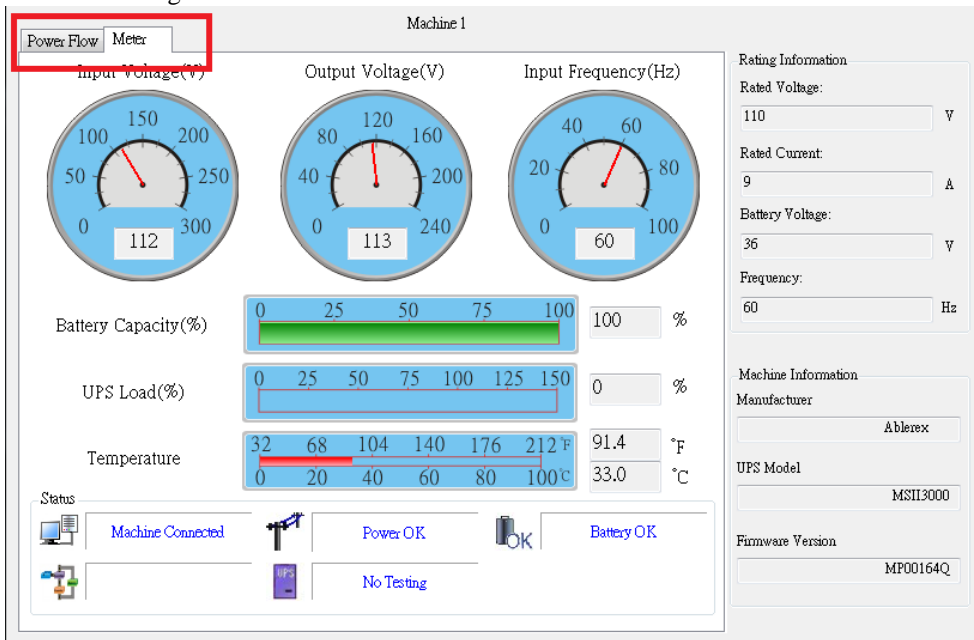 Machine 1
Power Flow Meter
Input Voltage(V) Output Voltage(V) Input Frequency(Hz)
0 50 100 150 200 250 300
112
0 40 80 120 160 200 240
113
0 20 40 60 80 100
60
Battery Capacity(%) 0 25 50 75 100 100 %
UPS Load(%) 0 25 50 75 100 125 150 0 %
Temperature
32 68 104 140 176 212°F 91.4 °F
0 20 40 60 80 100°C 33.0 °C
Status
Machine Connected Power OK OK Battery OK
UPS No Testing
Rating Information
Rated Voltage:
110 V
Rated Current:
9 A
Battery Voltage:
36 V
Frequency:
60 Hz
Machine Information
Manufacturer
Ablerex
UPS Model
MSII3000
Firmware Version
MP00164Q